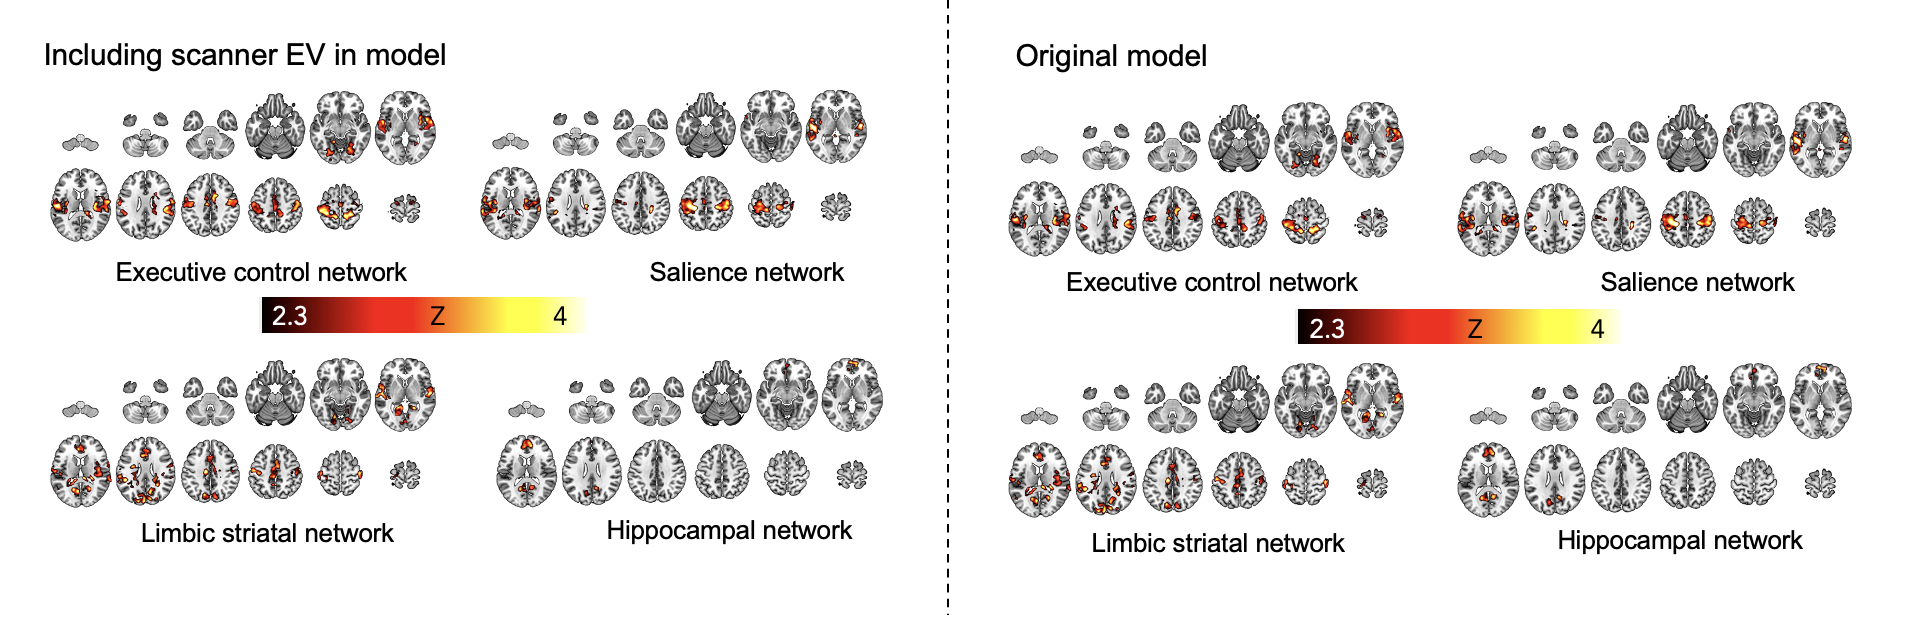 Including scanner EV in model
Executive control network
Salience network
2.3 Z 4
Limbic striatal network
Hippocampal network
Original model
Executive control network
Salience network
2.3 Z 4
Limbic striatal network
Hippocampal network